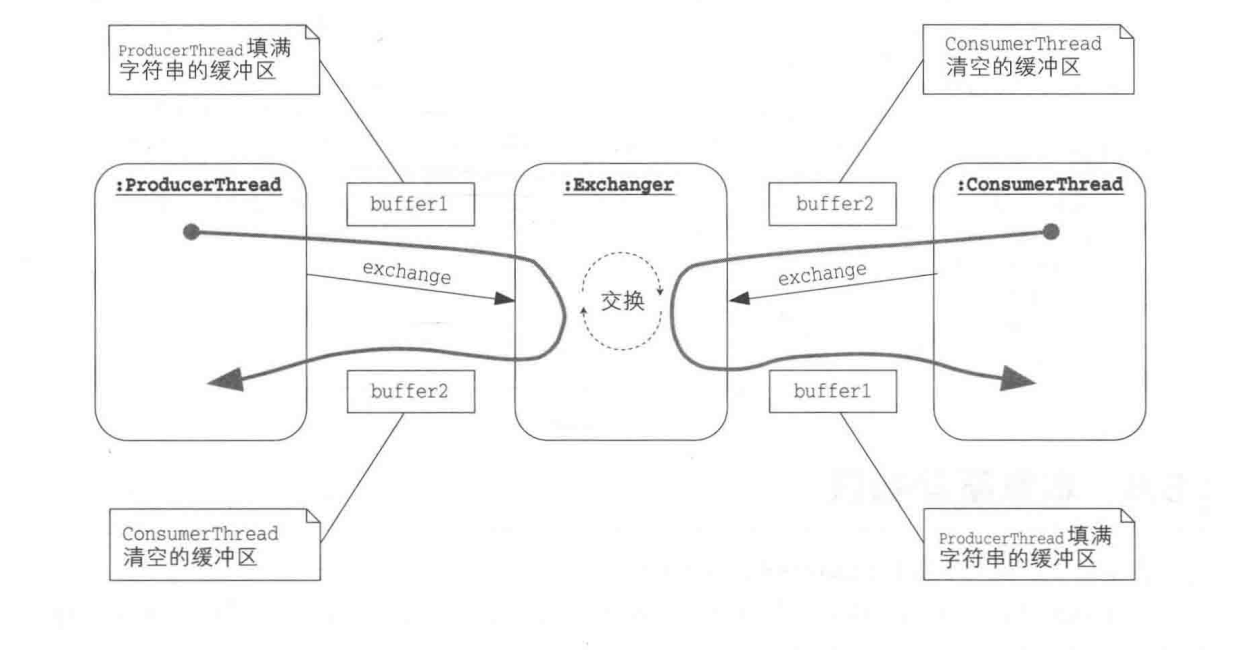 ProducerThread 填满
字符串的缓冲区
ConsumerThread
清空的缓冲区
:ProducerThread
buffer1
:Exchanger
buffer2
:ConsumerThread
exchange
交换
exchange
buffer2
buffer1
ConsumerThread
清空的缓冲区
ProducerThread 填满
字符串的缓冲区